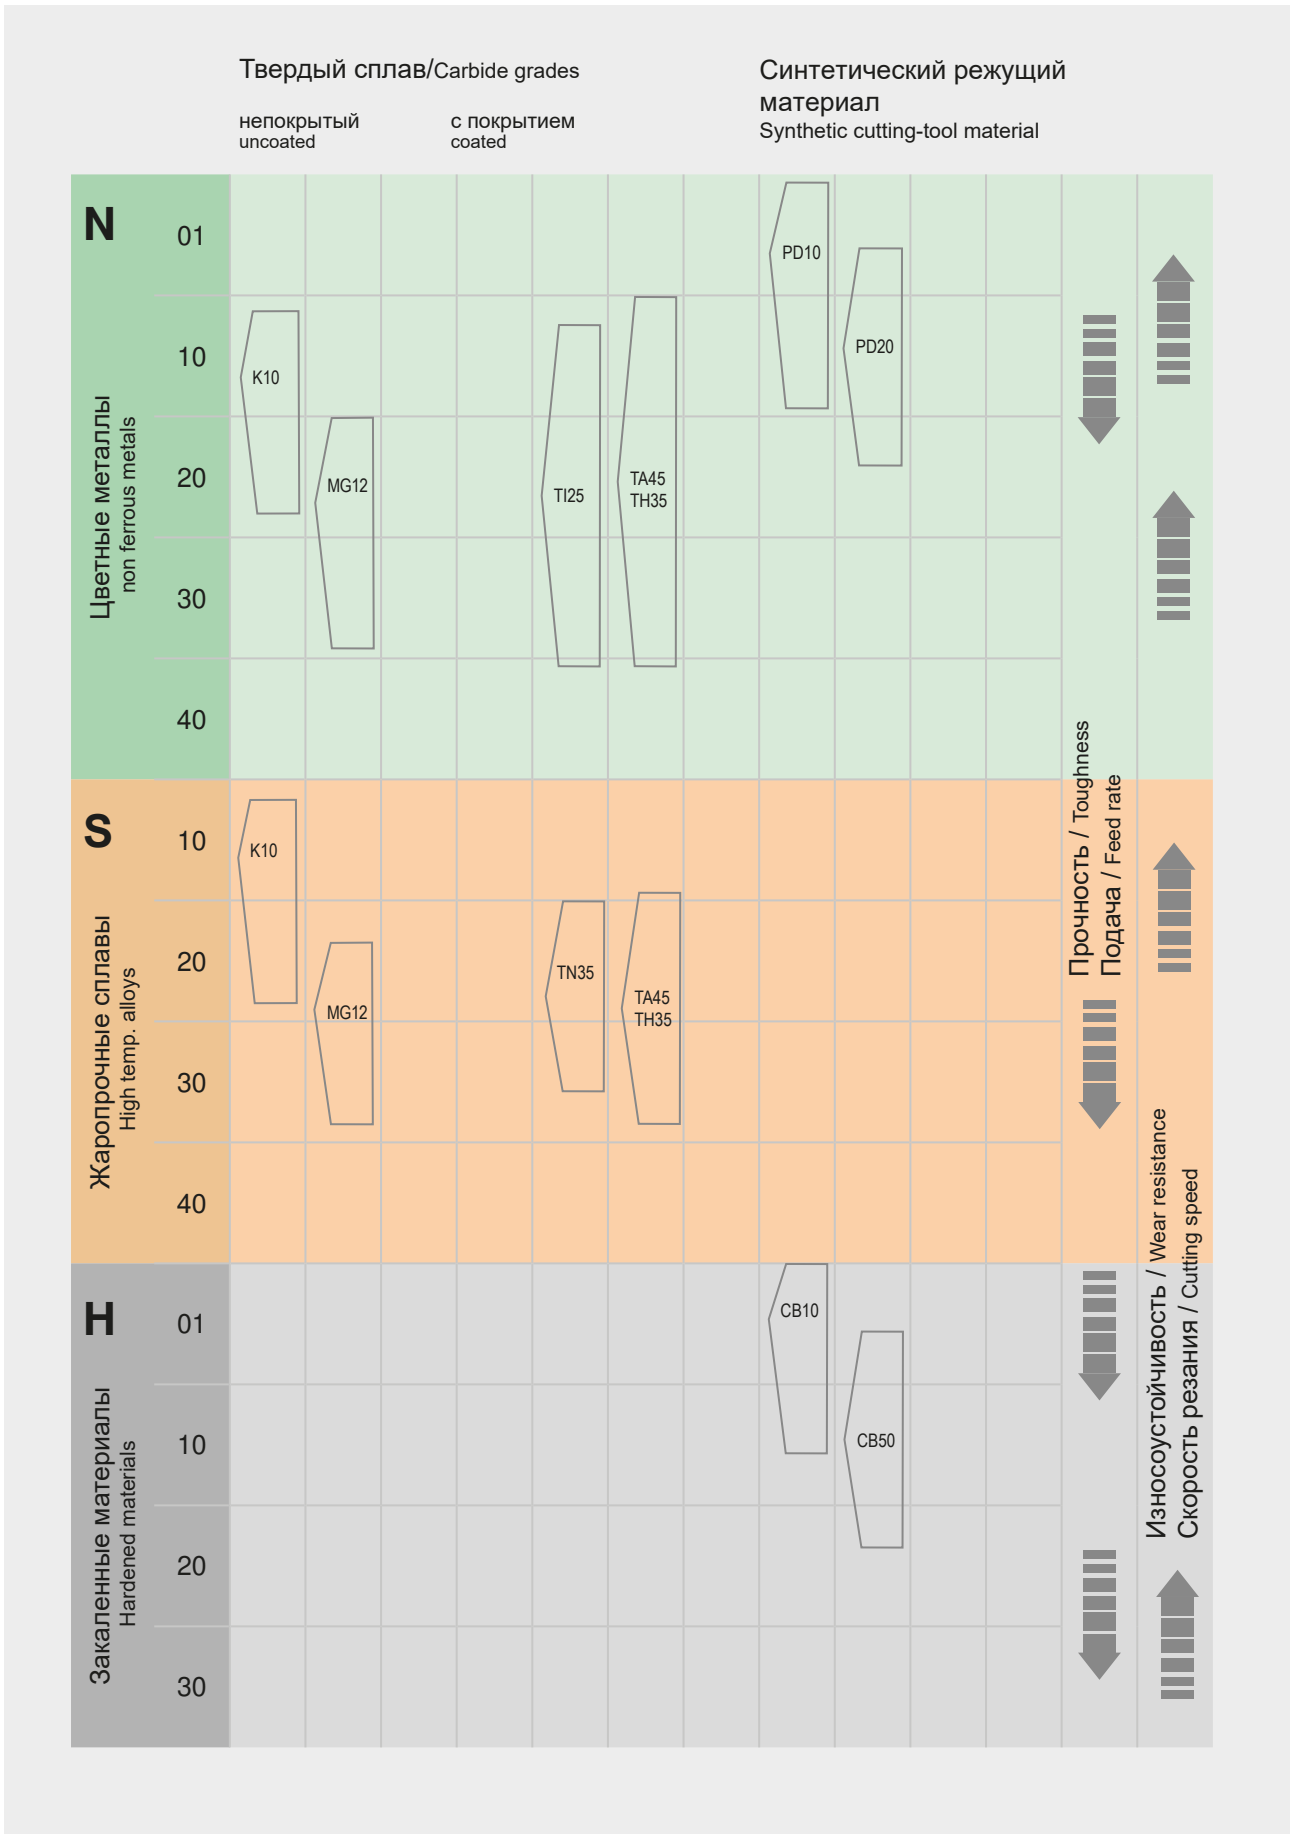 Твердый сплав/Carbide grades
непокрытый
uncoated
с покрытием
coated
Синтетический режущий
материал
Synthetic cutting-tool material
N
Цветные металлы
non ferrous metals
01
10
20
30
40
K10
MG12
TI25
TA45
TH35
PD10
PD20
S
Жаропрочные сплавы
High temp. alloys
10
20
30
40
K10
MG12
TN35
TA45
TH35
H
Закаленные материалы
Hardened materials
01
10
20
30
CB10
CB50
Прочность / Toughness
Подача / Feed rate
Износоустойчивость / Wear resistance
Скорость резания / Cutting speed